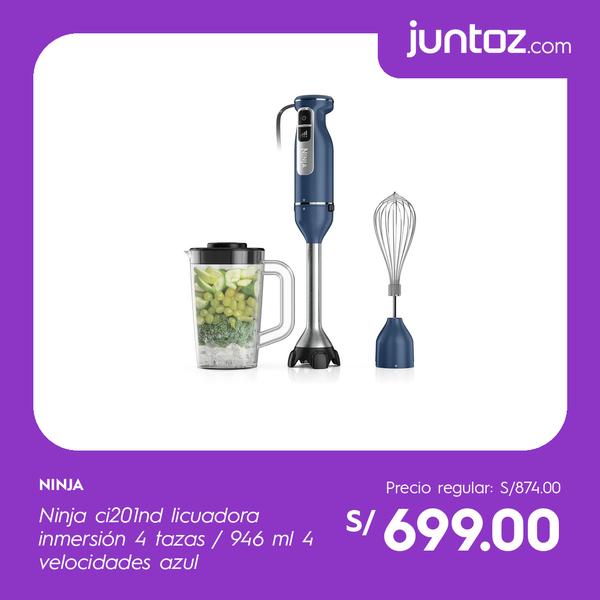 juntoz.com
NINJA
NINJA
Ninja ci201nd licuadora
inmersión 4 tazas / 946 ml 4
velocidades azul
Precio regular: S/874.00
S/ 699.00